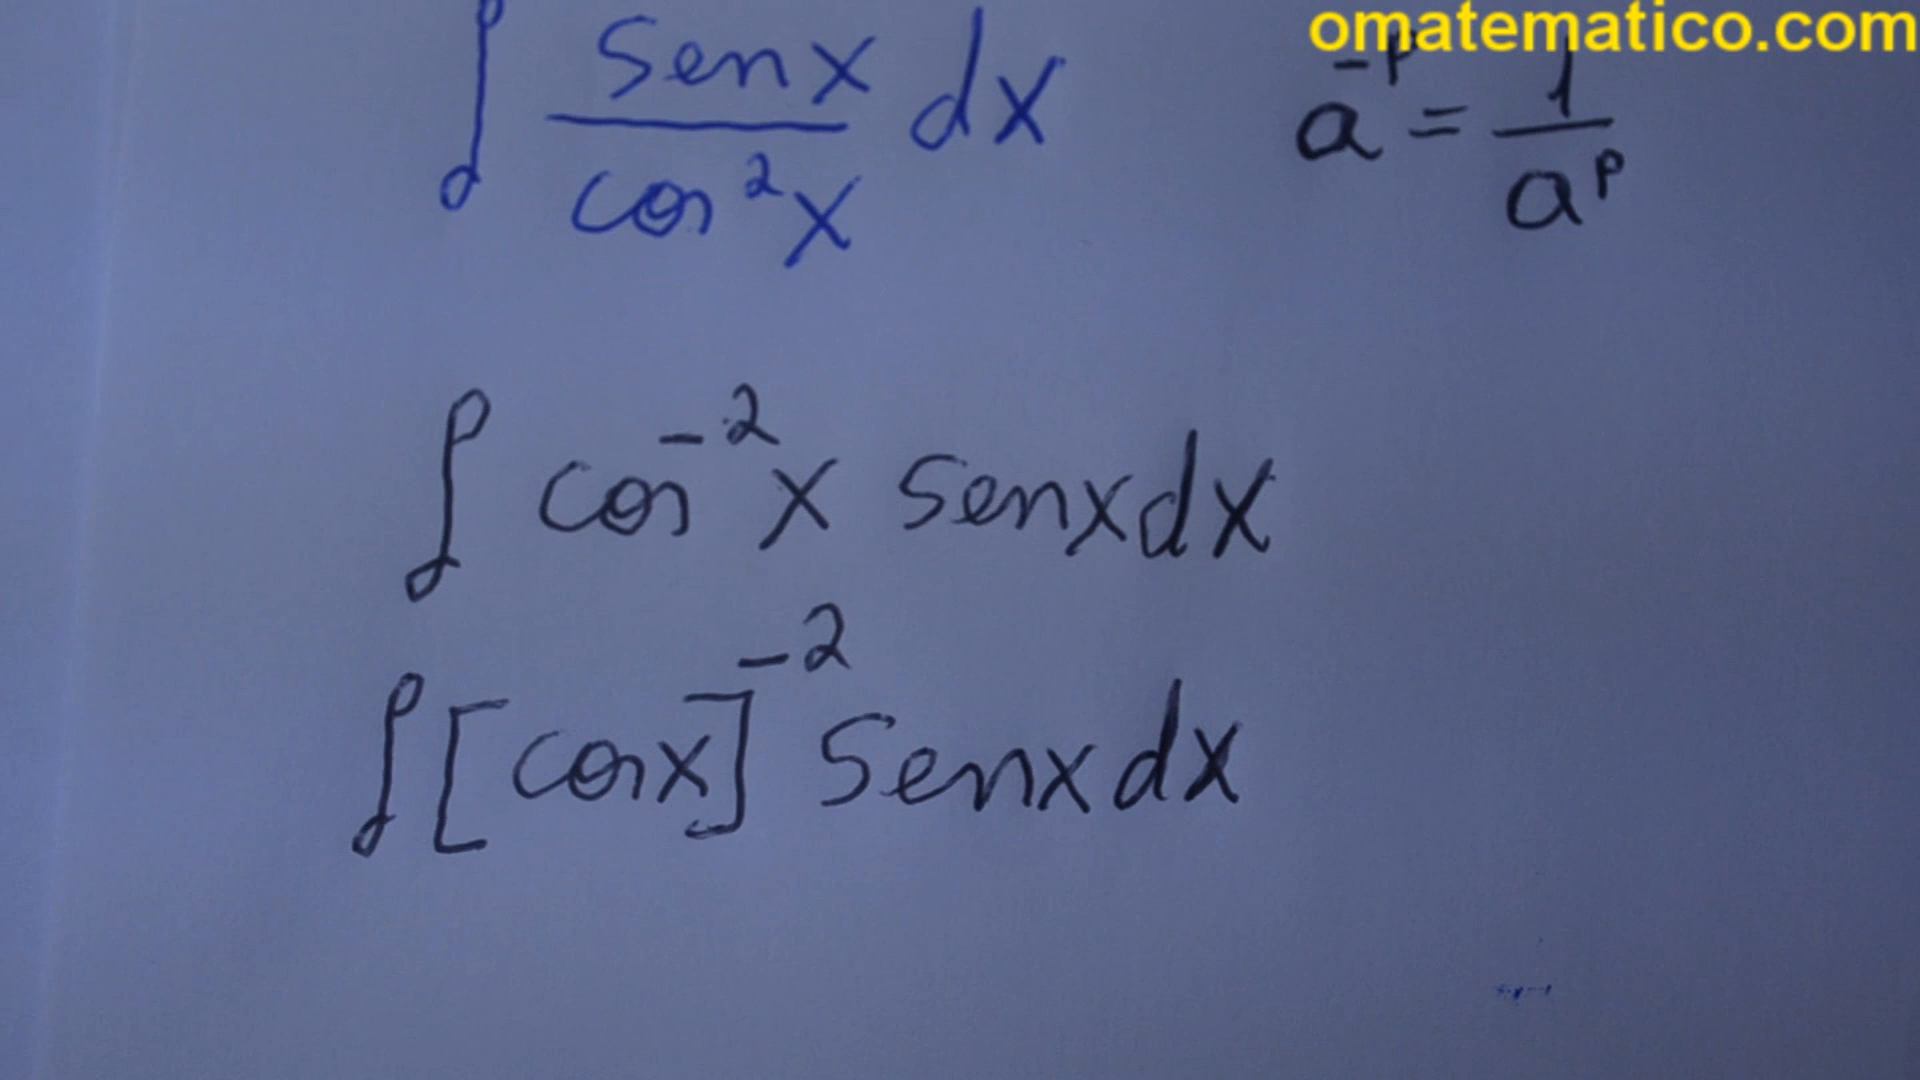 omatematico.com
∫ senx/cos²x dx
a⁻ᵖ = 1/aᵖ
∫ cos⁻²x senxdx
∫[cosx]⁻² senxdx